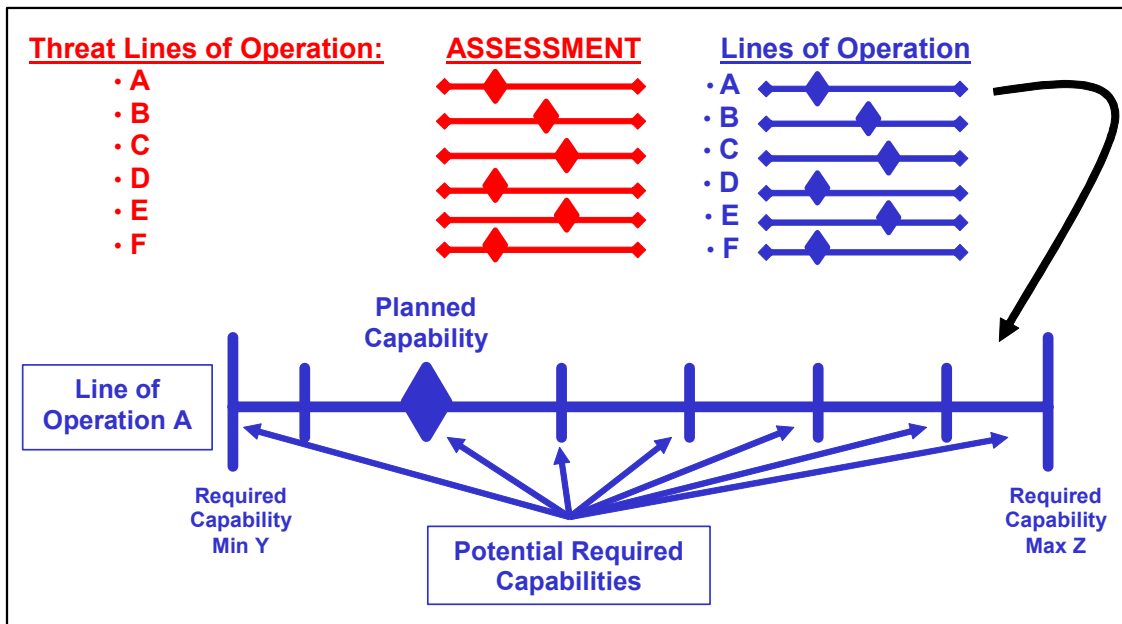 Threat Lines of Operation:
· A
· B
· C
· D
· E
· F
ASSESSMENT
Lines of Operation
· A
· B
· C
· D
· E
· F
Planned
Capability
Line of
Operation A
Required
Capability
Min Y
Potential Required
Capabilities
Required
Capability
Max Z